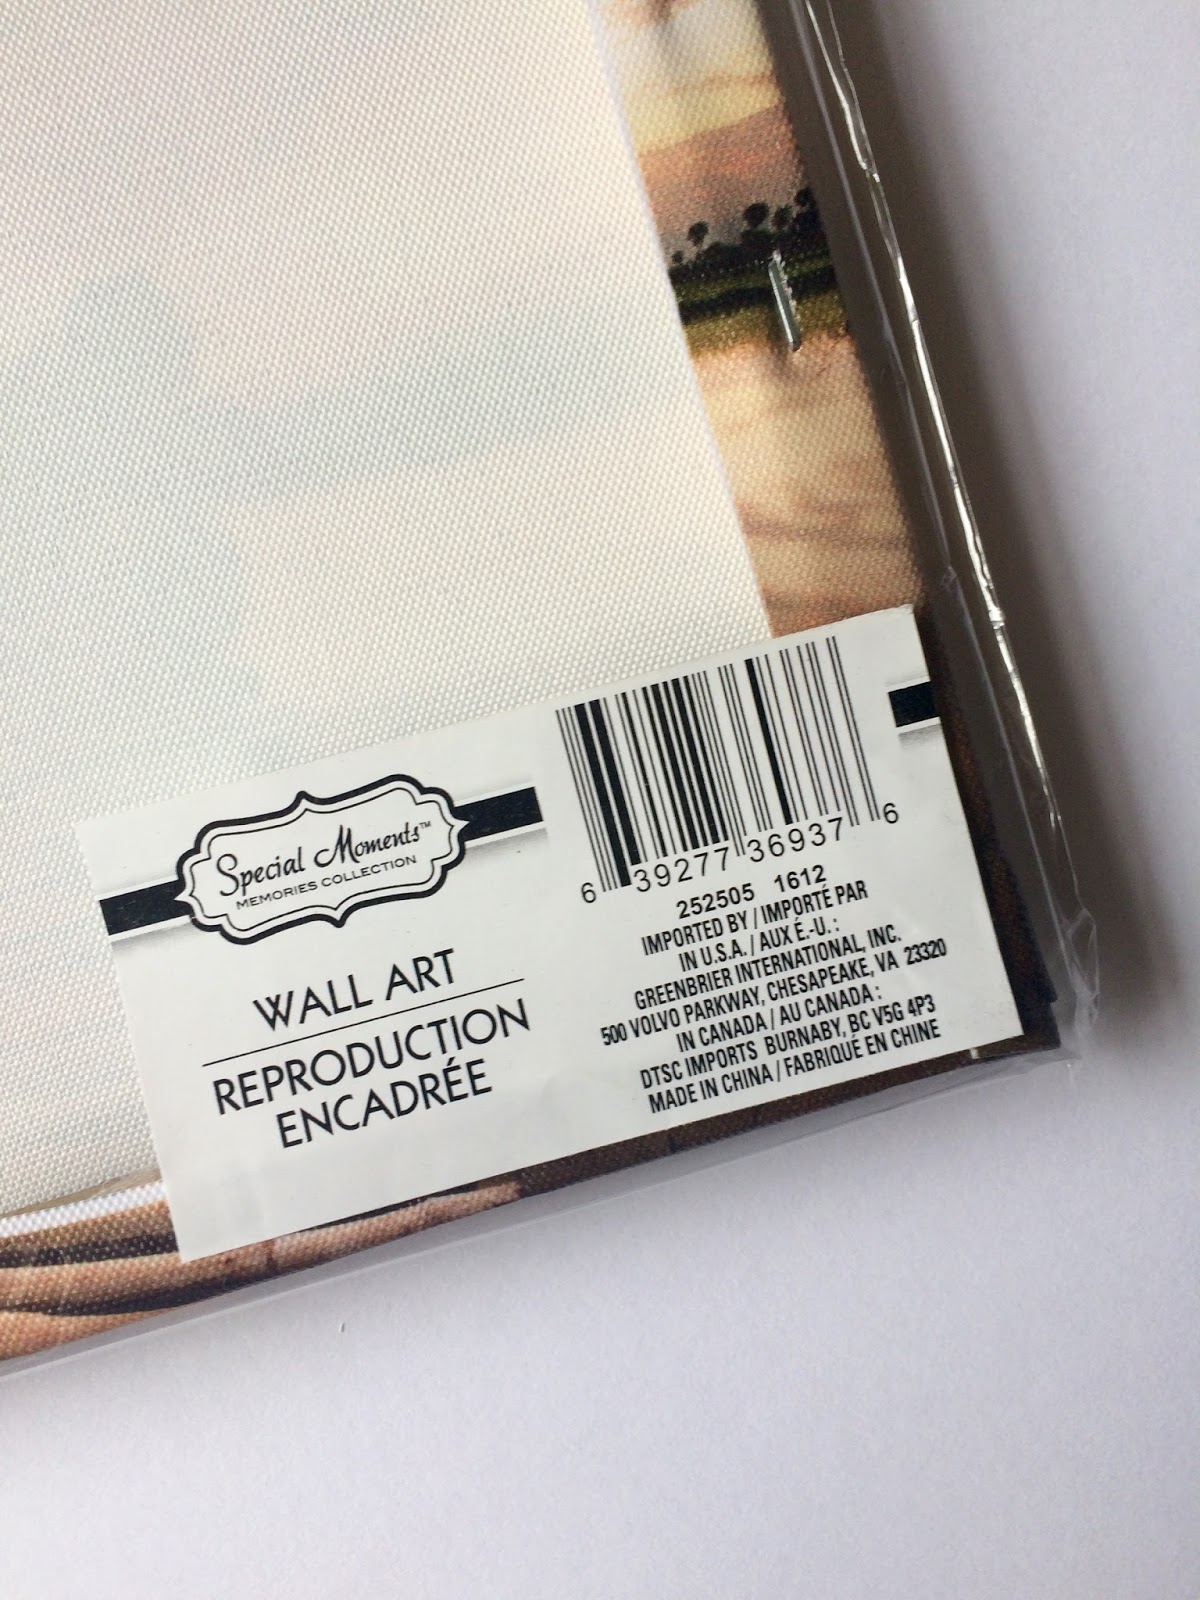 Special Moments™
MEMORIES COLLECTION
WALL ART
REPRODUCTION
ENCADRÉE
6 39277 36937 6
252505 1612
IMPORTED BY / IMPORTÉ PAR
IN U.S.A. / AUX É.-U. :
GREENBRIER INTERNATIONAL, INC.
500 VOLVO PARKWAY, CHESAPEAKE, VA 23320
IN CANADA / AU CANADA :
DTSC IMPORTS BURNABY, BC V5G 4P3
MADE IN CHINA / FABRIQUÉ EN CHINE